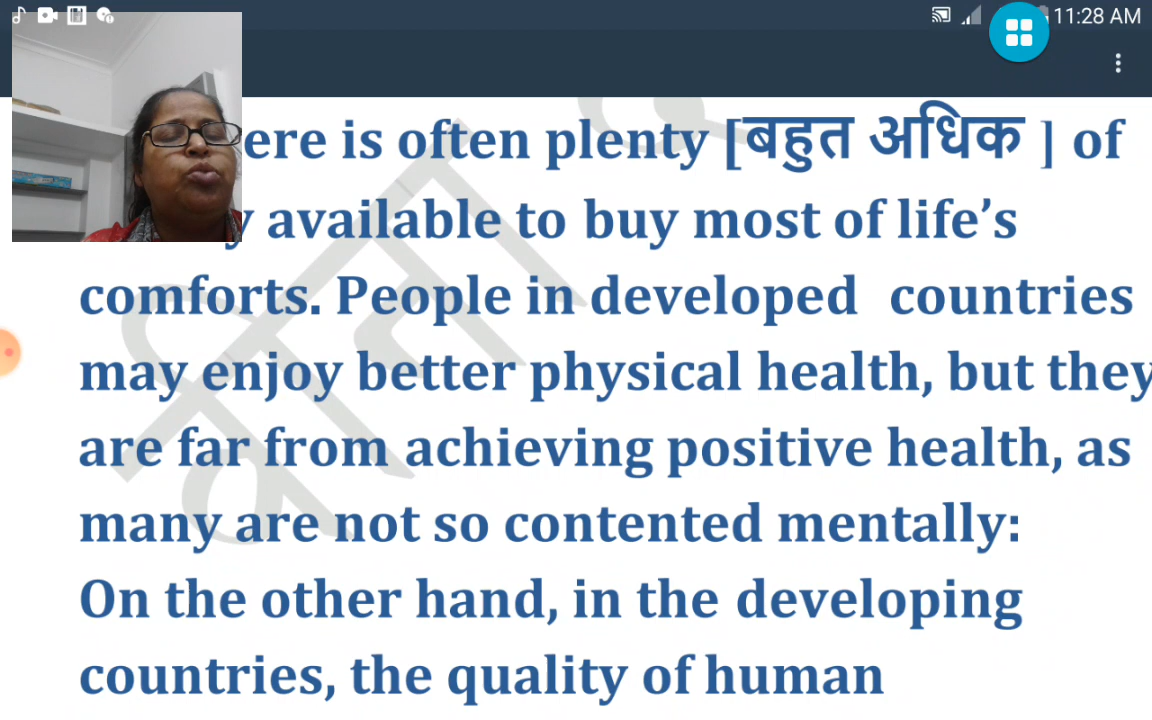 11:28 AM
ere is often plenty [बहुत अधिक ] of
y available to buy most of life’s
comforts. People in developed countries
may enjoy better physical health, but they
are far from achieving positive health, as
many are not so contented mentally:
On the other hand, in the developing
countries, the quality of human